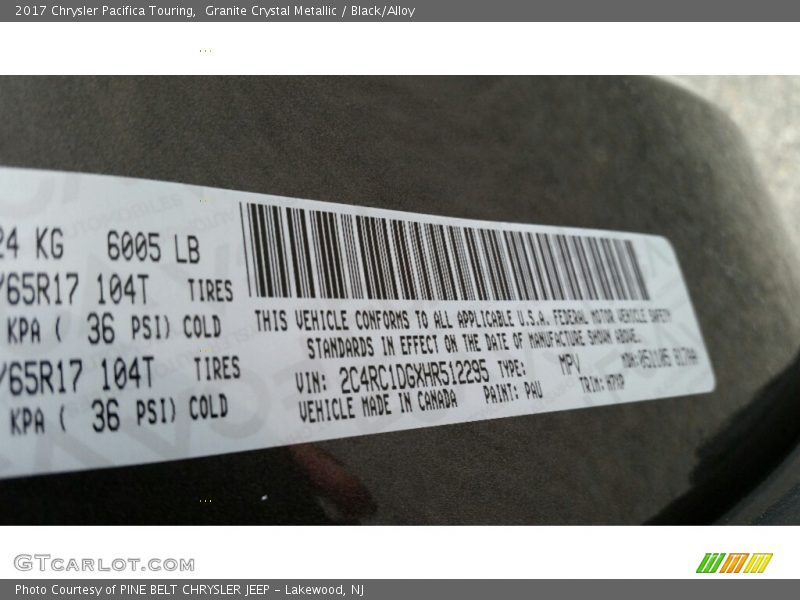 2017 Chrysler Pacifica Touring,  Granite Crystal Metallic / Black/Alloy
24 KG 6005 LB
/65R17 104T TIRES
KPA ( 36 PSI) COLD
/65R17 104T TIRES
KPA ( 36 PSI) COLD
THIS VEHICLE CONFORMS TO ALL APPLICABLE U.S.A. FEDERAL MOTOR VEHICLE SAFETY
STANDARDS IN EFFECT ON THE DATE OF MANUFACTURE SHOWN ABOVE.
VIN: 2C4RC1DGXHR512295 TYPE: MPV
VEHICLE MADE IN CANADA PAINT: PAU TRIM:
GTCARLOT.COM
Photo Courtesy of PINE BELT CHRYSLER JEEP - Lakewood, NJ